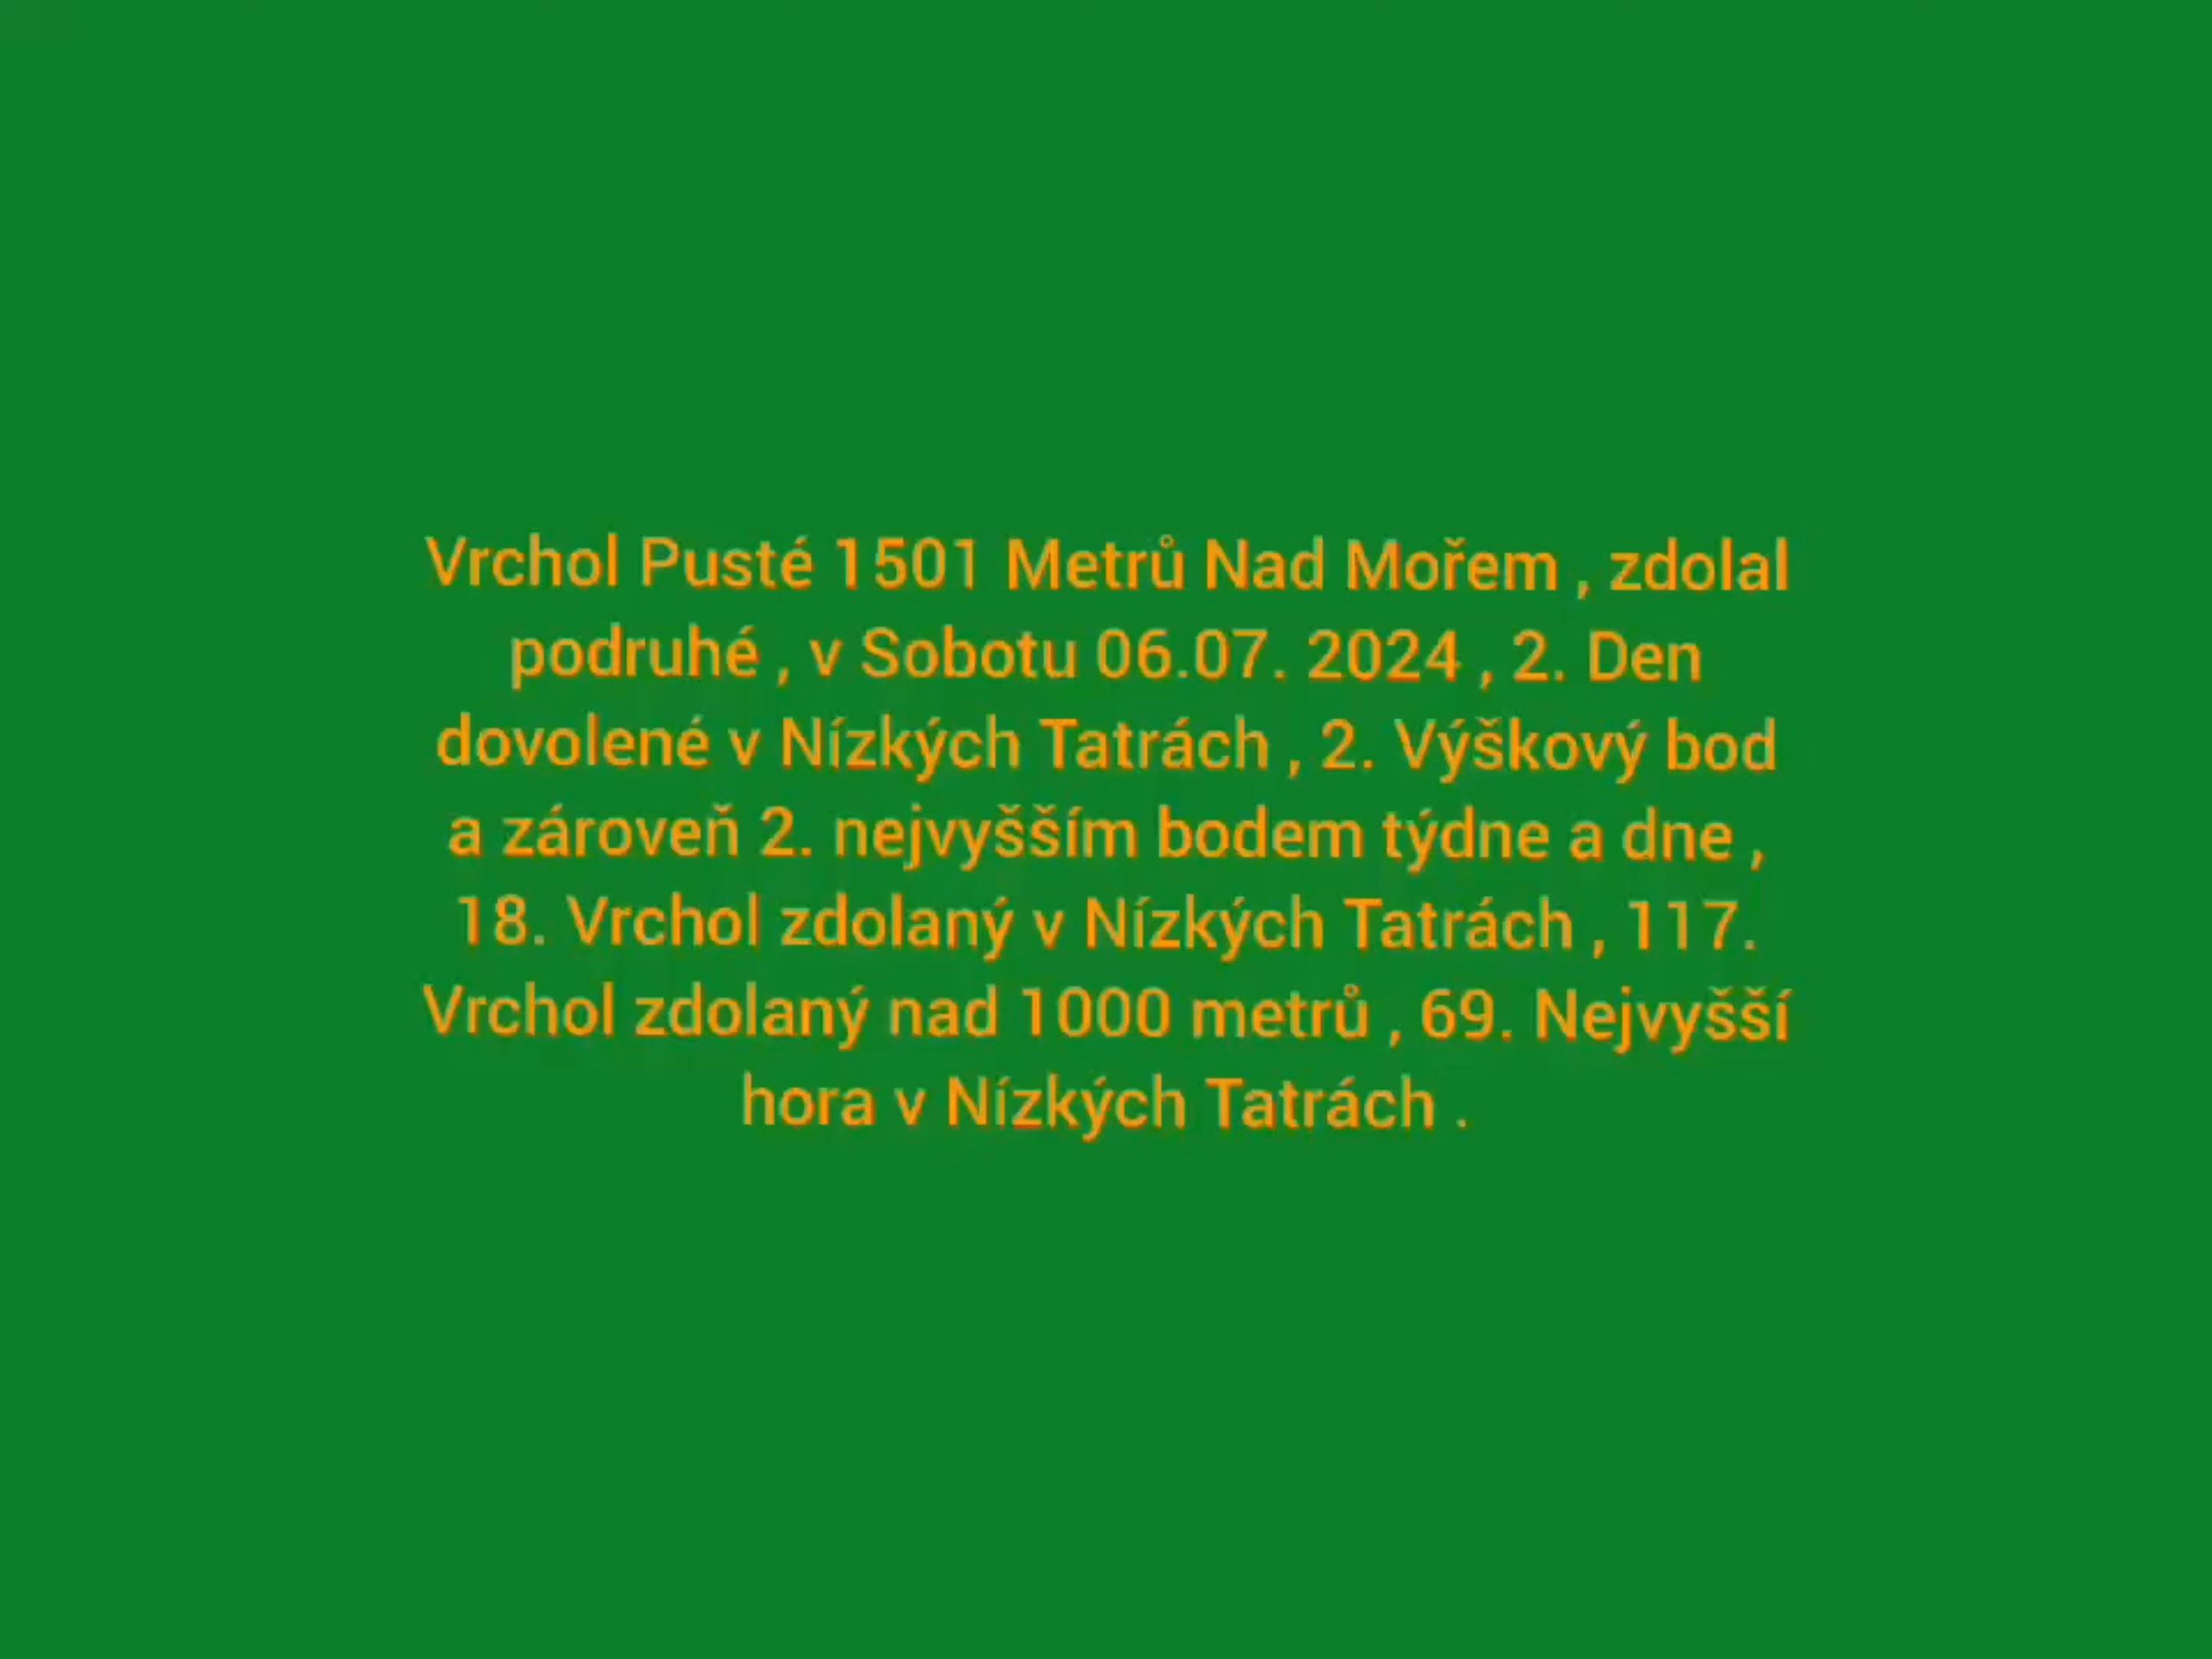 Vrchol Pusté 1501 Metrů Nad Mořem , zdolal
podruhé , v Sobotu 06.07. 2024 , 2. Den
dovolené v Nízkých Tatrách , 2. Výškový bod
a zároveň 2. nejvyšším bodem týdne a dne ,
18. Vrchol zdolaný v Nízkých Tatrách , 117.
Vrchol zdolaný nad 1000 metrů , 69. Nejvyšší
hora v Nízkých Tatrách .